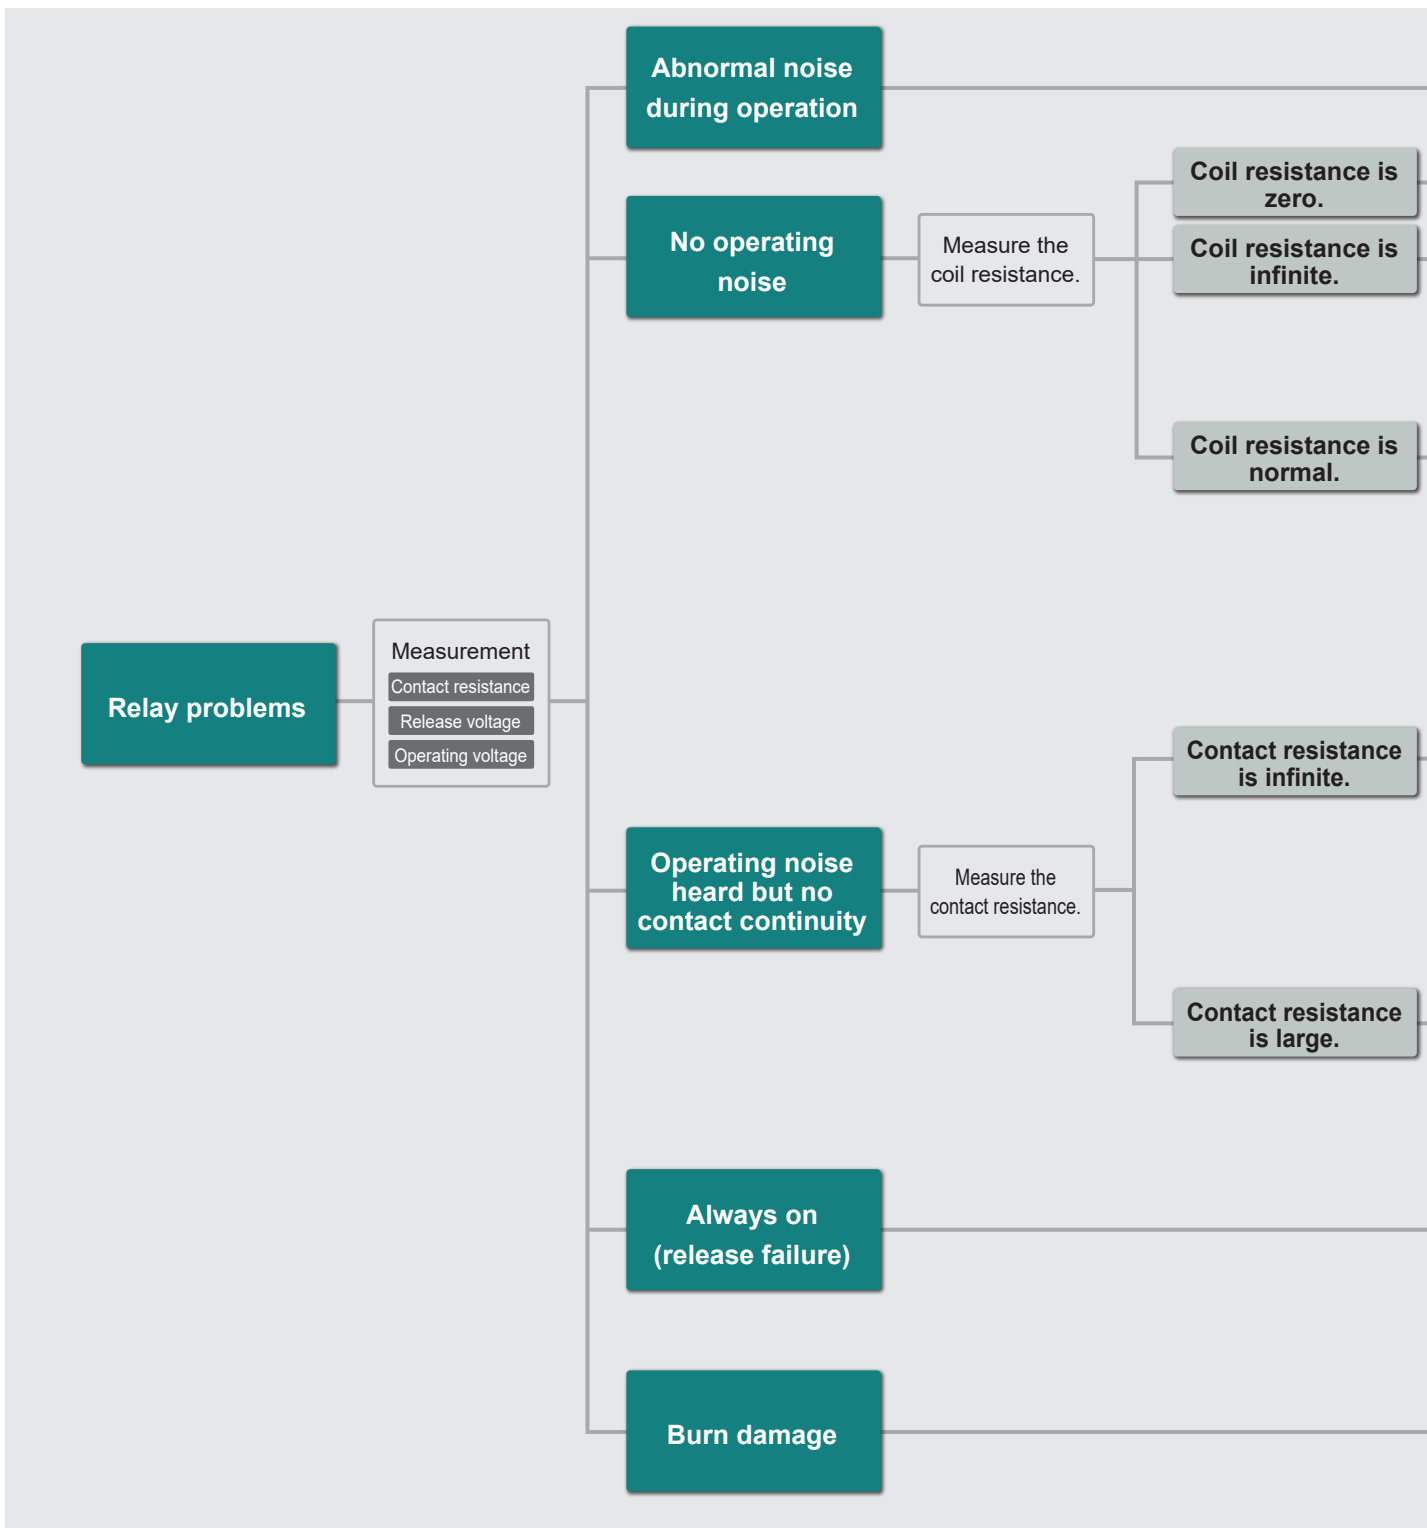 Abnormal noise
during operation
Coil resistance is
zero.
No operating
noise
Measure the
coil resistance.
Coil resistance is
infinite.
Coil resistance is
normal.
Relay problems
Measurement
Contact resistance
Release voltage
Operating voltage
Contact resistance
is infinite.
Operating noise
heard but no
contact continuity
Measure the
contact resistance.
Contact resistance
is large.
Always on
(release failure)
Burn damage